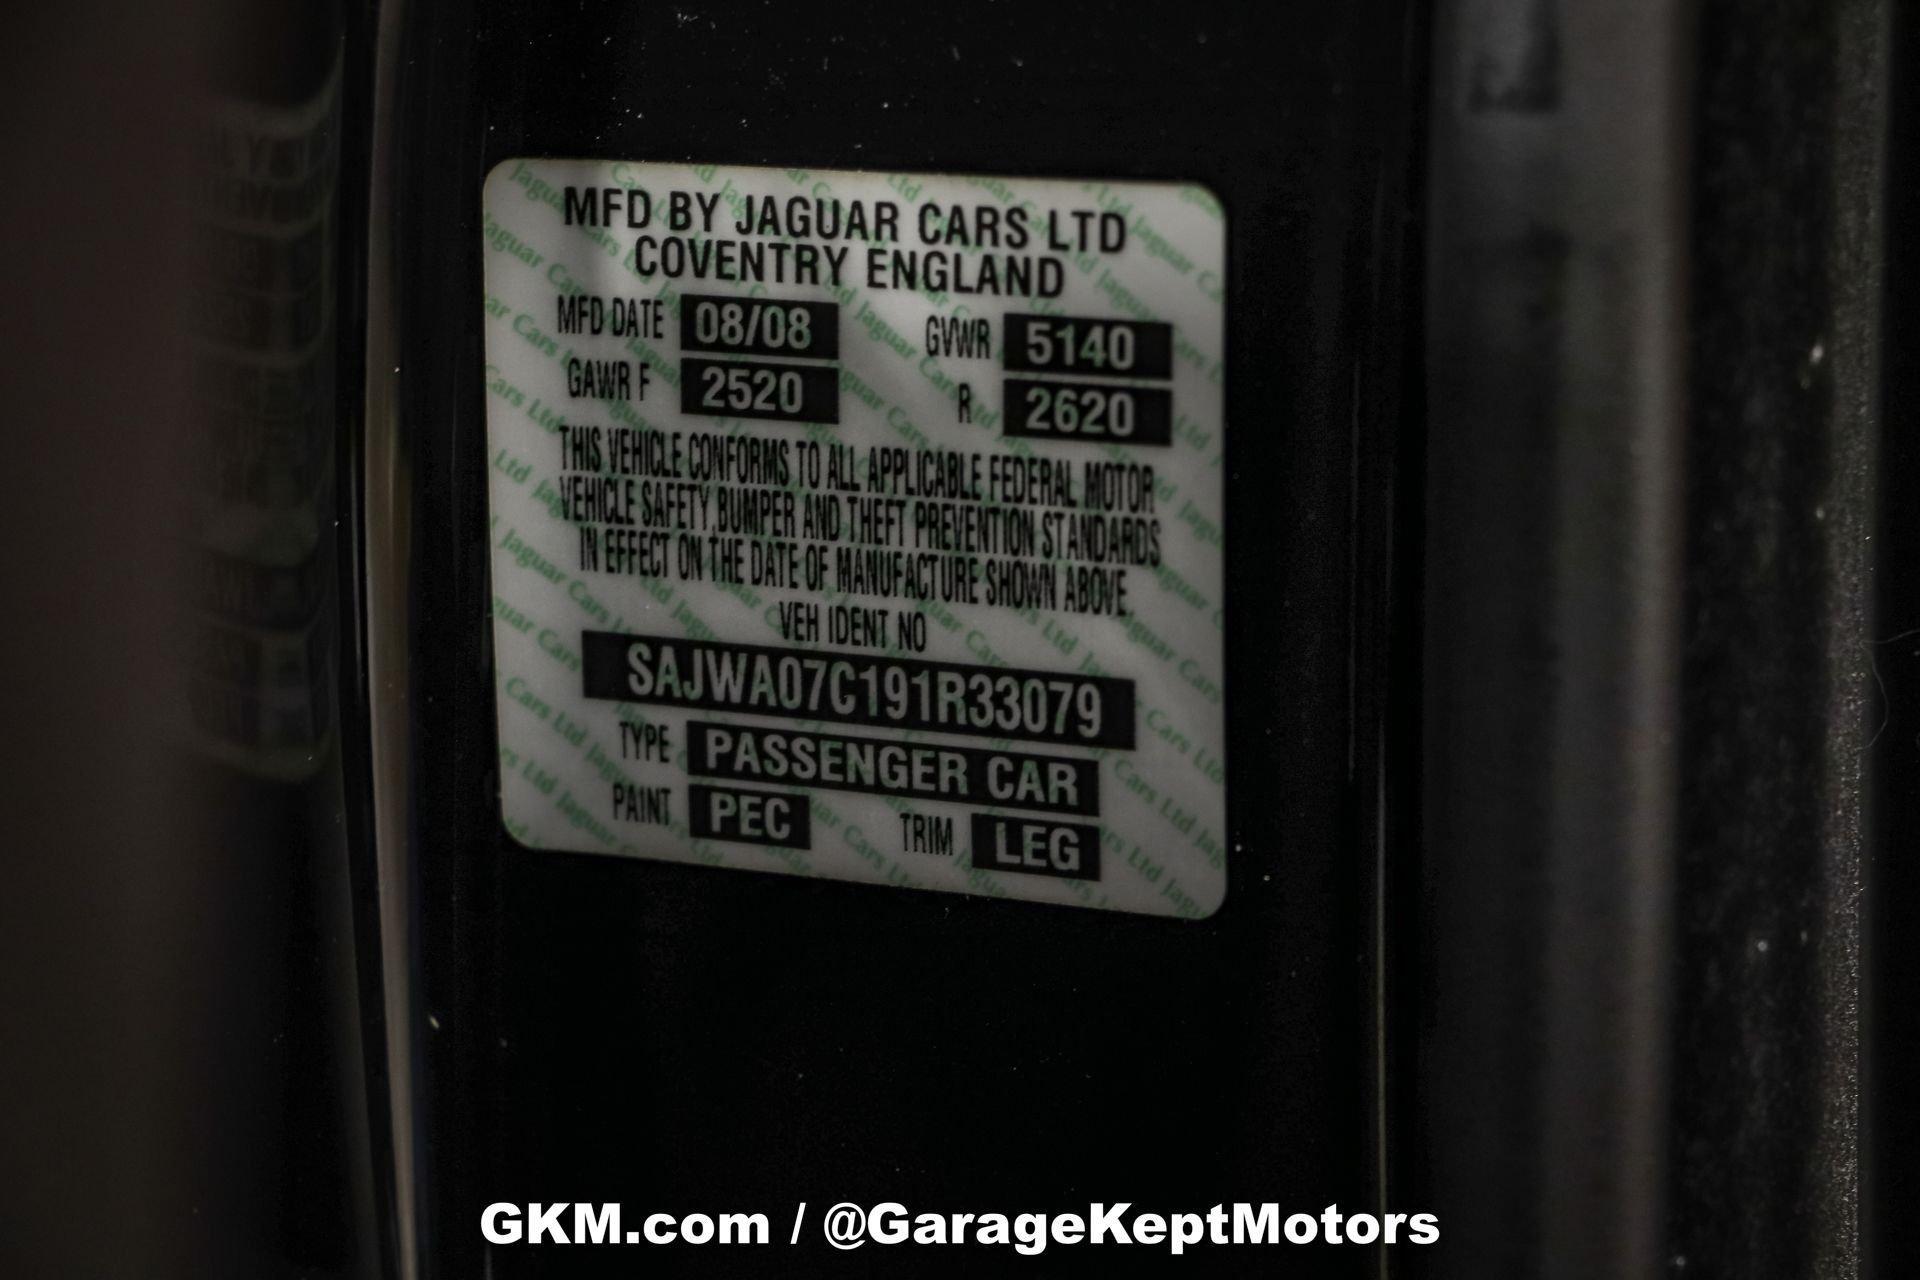 MFD BY JAGUAR CARS LTD
COVENTRY ENGLAND
MFD DATE 08/08 GVWR 5140
GAWR F 2520 R 2620
THIS VEHICLE CONFORMS TO ALL APPLICABLE FEDERAL MOTOR
VEHICLE SAFETY,BUMPER AND THEFT PREVENTION STANDARDS
IN EFFECT ON THE DATE OF MANUFACTURE SHOWN ABOVE.
VEH IDENT NO
SAJWA07C191R33079
TYPE PASSENGER CAR
PAINT PEC TRIM LEG
GKM.com / @GarageKeptMotors